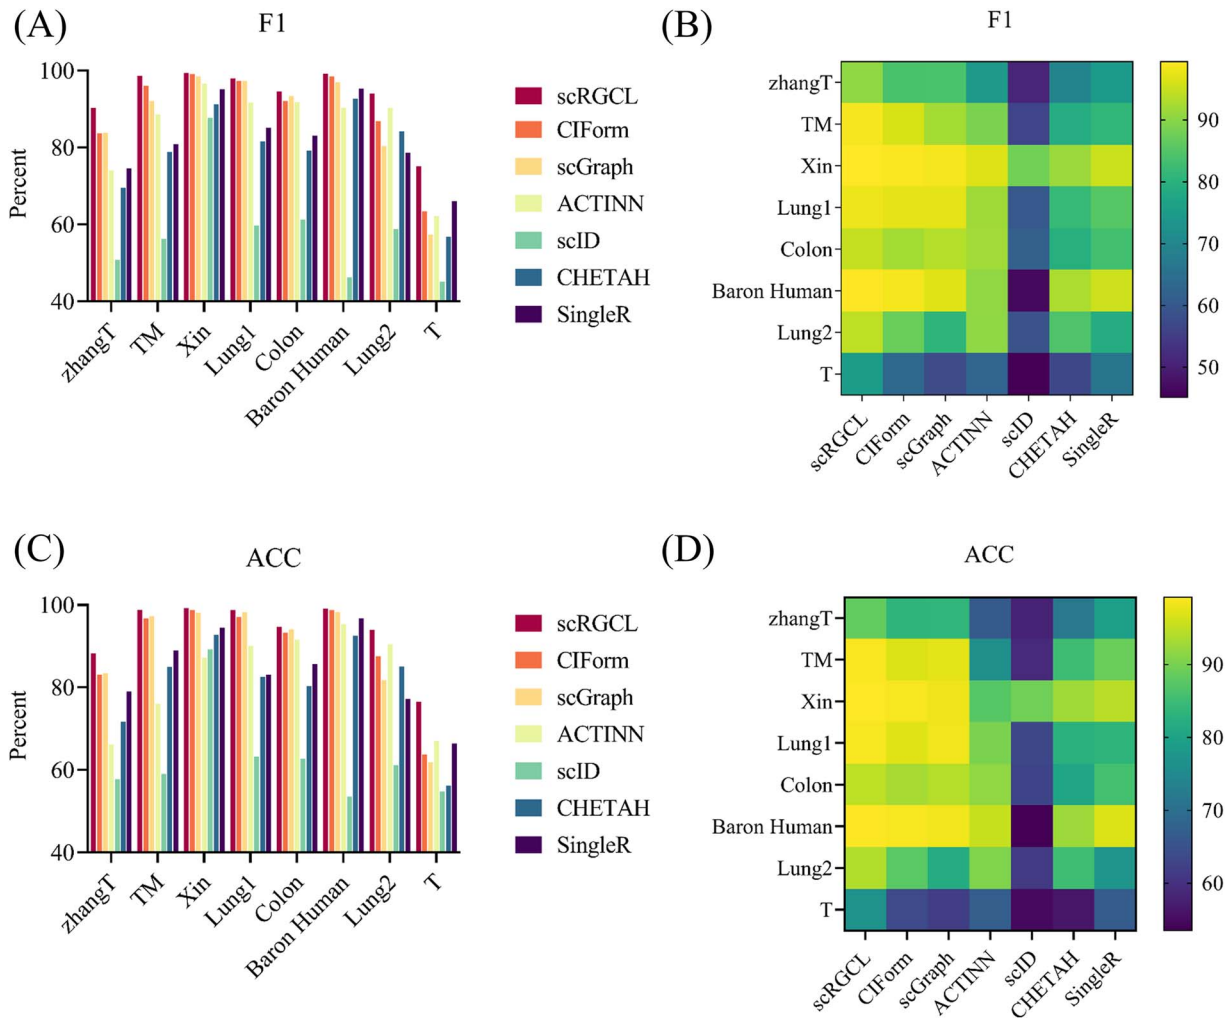 (A)
F1
100
80
60
40
Percent
zhangT
TM
Xin
Lung1
Colon
Baron Human
Lung2
T
scRGCL
CIForm
scGraph
ACTINN
scID
CHETAH
SingleR
(B)
F1
zhangT
TM
Xin
Lung1
Colon
Baron Human
Lung2
T
scRGCL
CIForm
scGraph
ACTINN
scID
CHETAH
SingleR
90
80
70
60
50
(C)
ACC
100
80
60
40
Percent
zhangT
TM
Xin
Lung1
Colon
Baron Human
Lung2
T
scRGCL
CIForm
scGraph
ACTINN
scID
CHETAH
SingleR
(D)
ACC
zhangT
TM
Xin
Lung1
Colon
Baron Human
Lung2
T
scRGCL
CIForm
scGraph
ACTINN
scID
CHETAH
SingleR
90
80
70
60